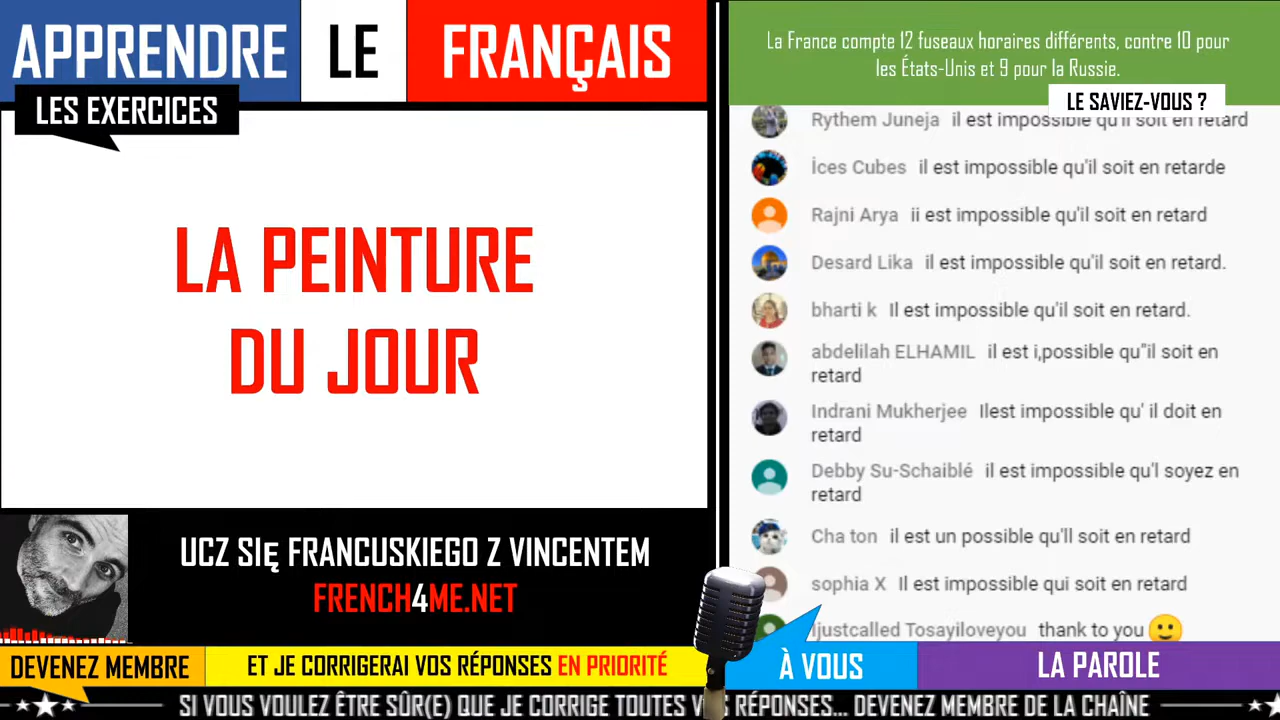 APPRENDRE LE FRANÇAIS
LES EXERCICES
LA PEINTURE
DU JOUR
UCZ SIĘ FRANCUSKIEGO Z VINCENTEM
FRENCH4ME.NET
DEVENEZ MEMBRE
ET JE CORRIGERAI VOS RÉPONSES EN PRIORITÉ
La France compte 12 fuseaux horaires différents, contre 10 pour
les États-Unis et 9 pour la Russie.
LE SAVIEZ-VOUS ?
Rythem Juneja il est impossible qu'il soit en retard
İces Cubes il est impossible qu'il soit en retarde
Rajni Arya ii est impossible qu'il soit en retard
Desard Lika il est impossible qu'il soit en retard.
bharti k Il est impossible qu'il soit en retard.
abdelilah ELHAMIL il est i,possible qu"il soit en
retard
Indrani Mukherjee Ilest impossible qu' il doit en
retard
Debby Su-Schaiblé il est impossible qu'l soyez en
retard
Cha ton il est un possible qu'll soit en retard
sophia X Il est impossible qui soit en retard
Ijustcalled Tosayiloveyou thank to you 🙂
À VOUS
LA PAROLE
SI VOUS VOULEZ ÊTRE SÛR(E) QUE JE CORRIGE TOUTES RÉPONSES... DEVENEZ MEMBRE DE LA CHAÎNE